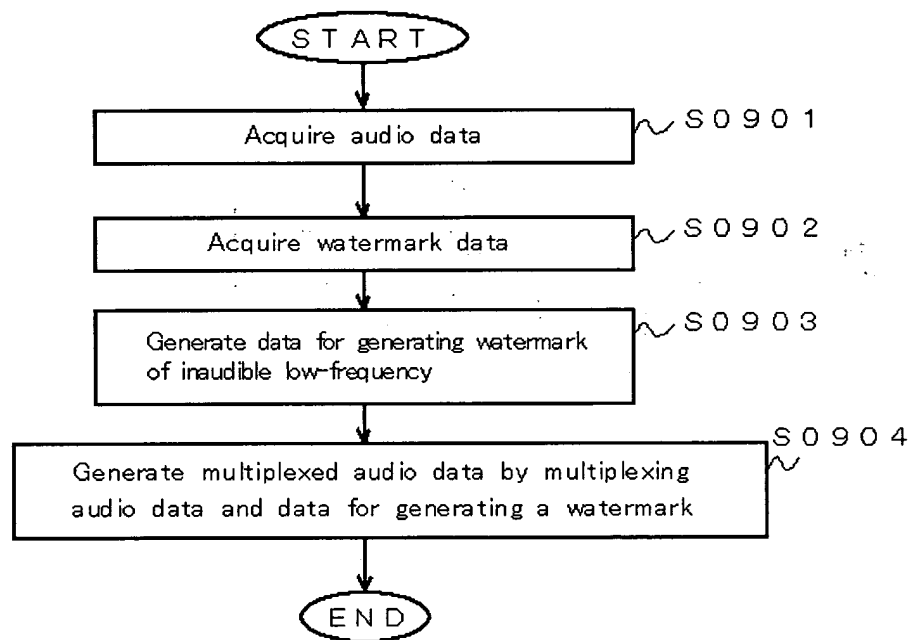 START
Acquire audio data
S0901
Acquire watermark data
S0902
Generate data for generating watermark
of inaudible low-frequency
S0903
Generate multiplexed audio data by multiplexing
audio data and data for generating a watermark
S0904
END